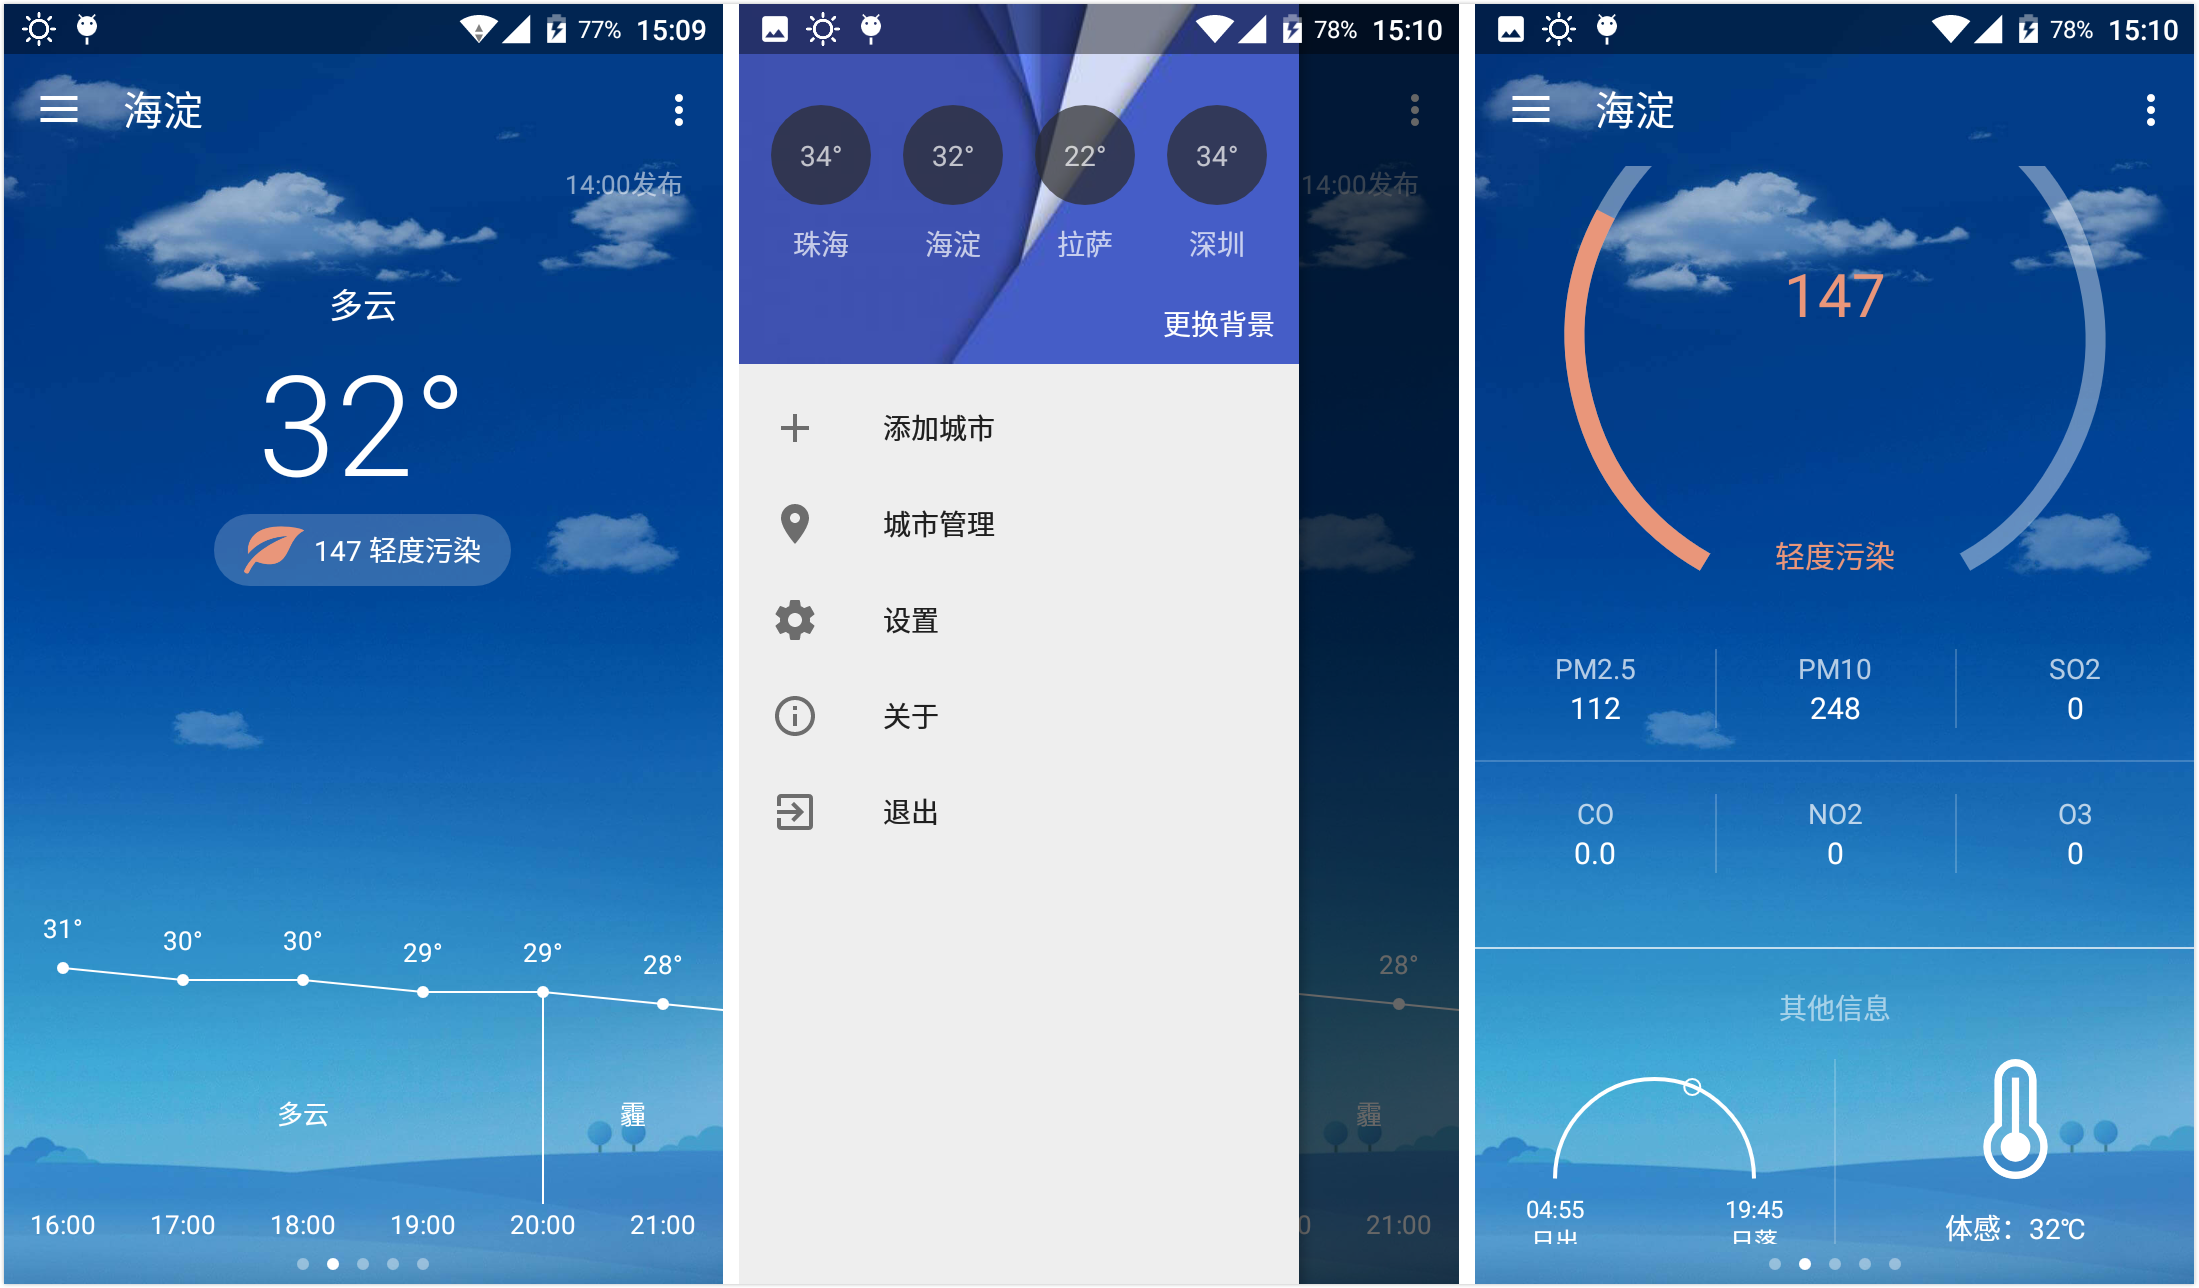 77% 15:09
海淀
14:00发布
多云
32°
147 轻度污染
31° 30° 30° 29° 29° 28°
多云 霾
16:00 17:00 18:00 19:00 20:00 21:00
78% 15:10
34° 32° 22° 34°
珠海 海淀 拉萨 深圳
更换背景
添加城市
城市管理
设置
关于
退出
14:00发布
28°
霾
0 21:00
78% 15:10
海淀
147
轻度污染
PM2.5 PM10 SO2
112 248 0
CO NO2 O3
0.0 0 0
其他信息
04:55 19:45
日出 日落
体感：32℃